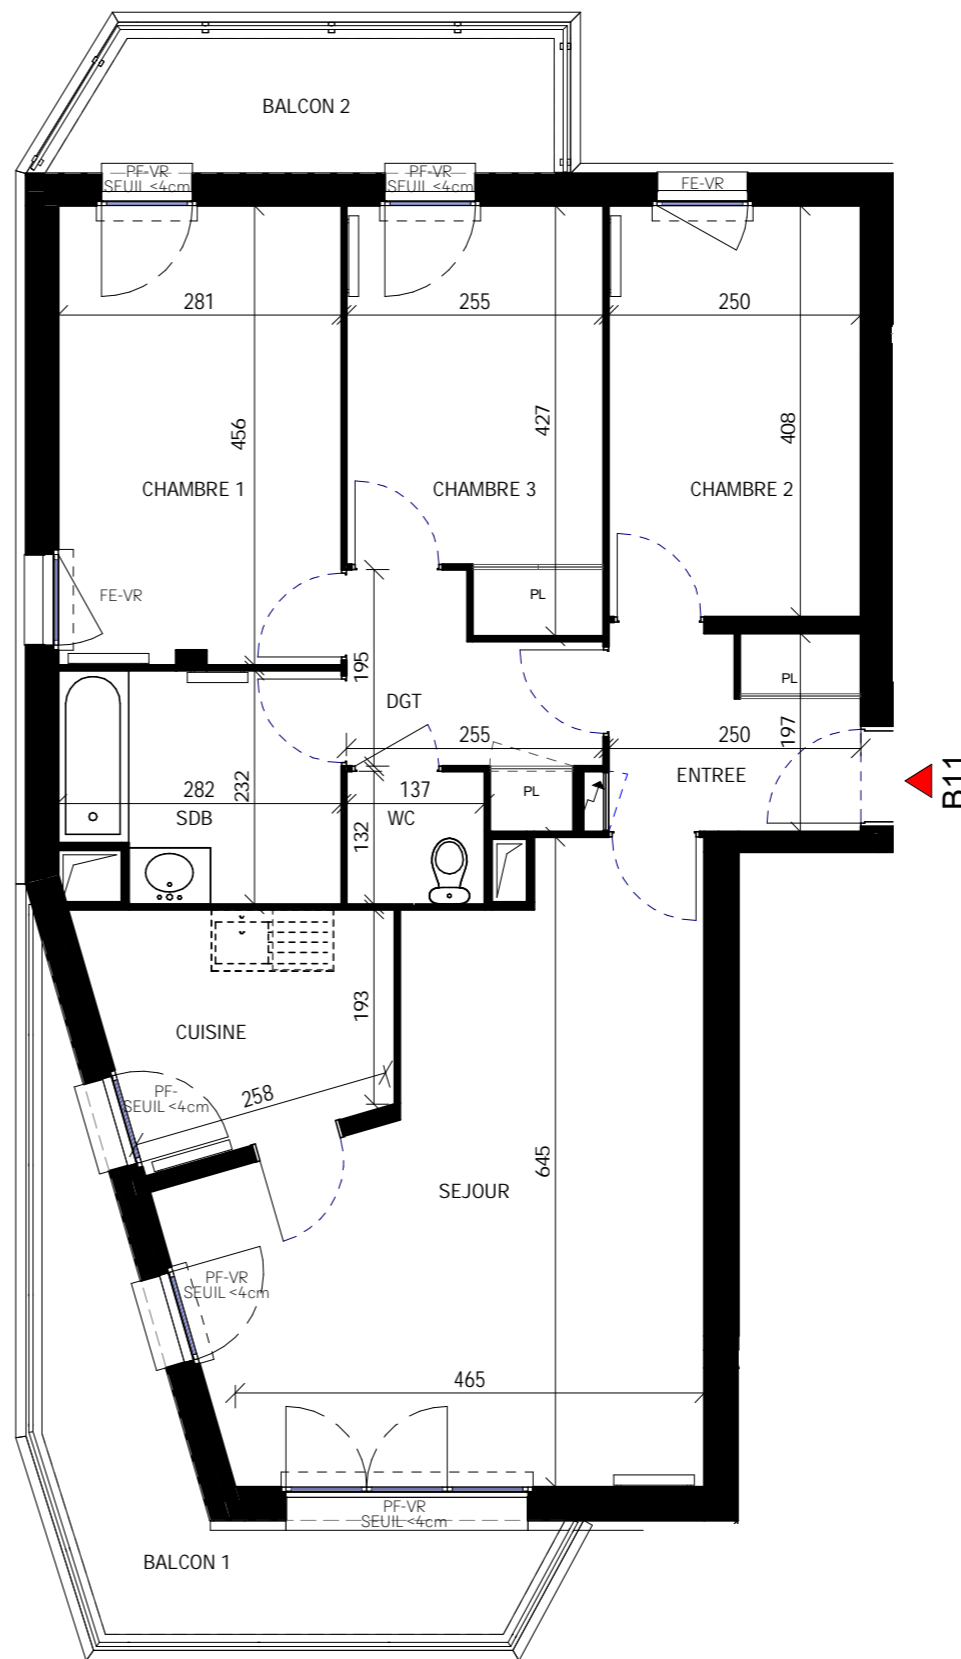 BALCON 2
PF-VR
SEUIL <4cm
PF-VR
SEUIL <4cm
FE-VR
281
255
250
456
427
408
CHAMBRE 1
CHAMBRE 3
CHAMBRE 2
FE-VR
PL
195
DGT
PL
255
250
197
ENTREE
B11
282
232
SDB
137
WC
132
PL
193
CUISINE
PF-
SEUIL <4cm
258
645
SEJOUR
PF-VR
SEUIL <4cm
465
PF-VR
SEUIL <4cm
BALCON 1